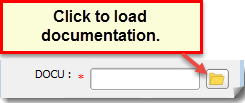 Click to load
documentation.
DOCU : *